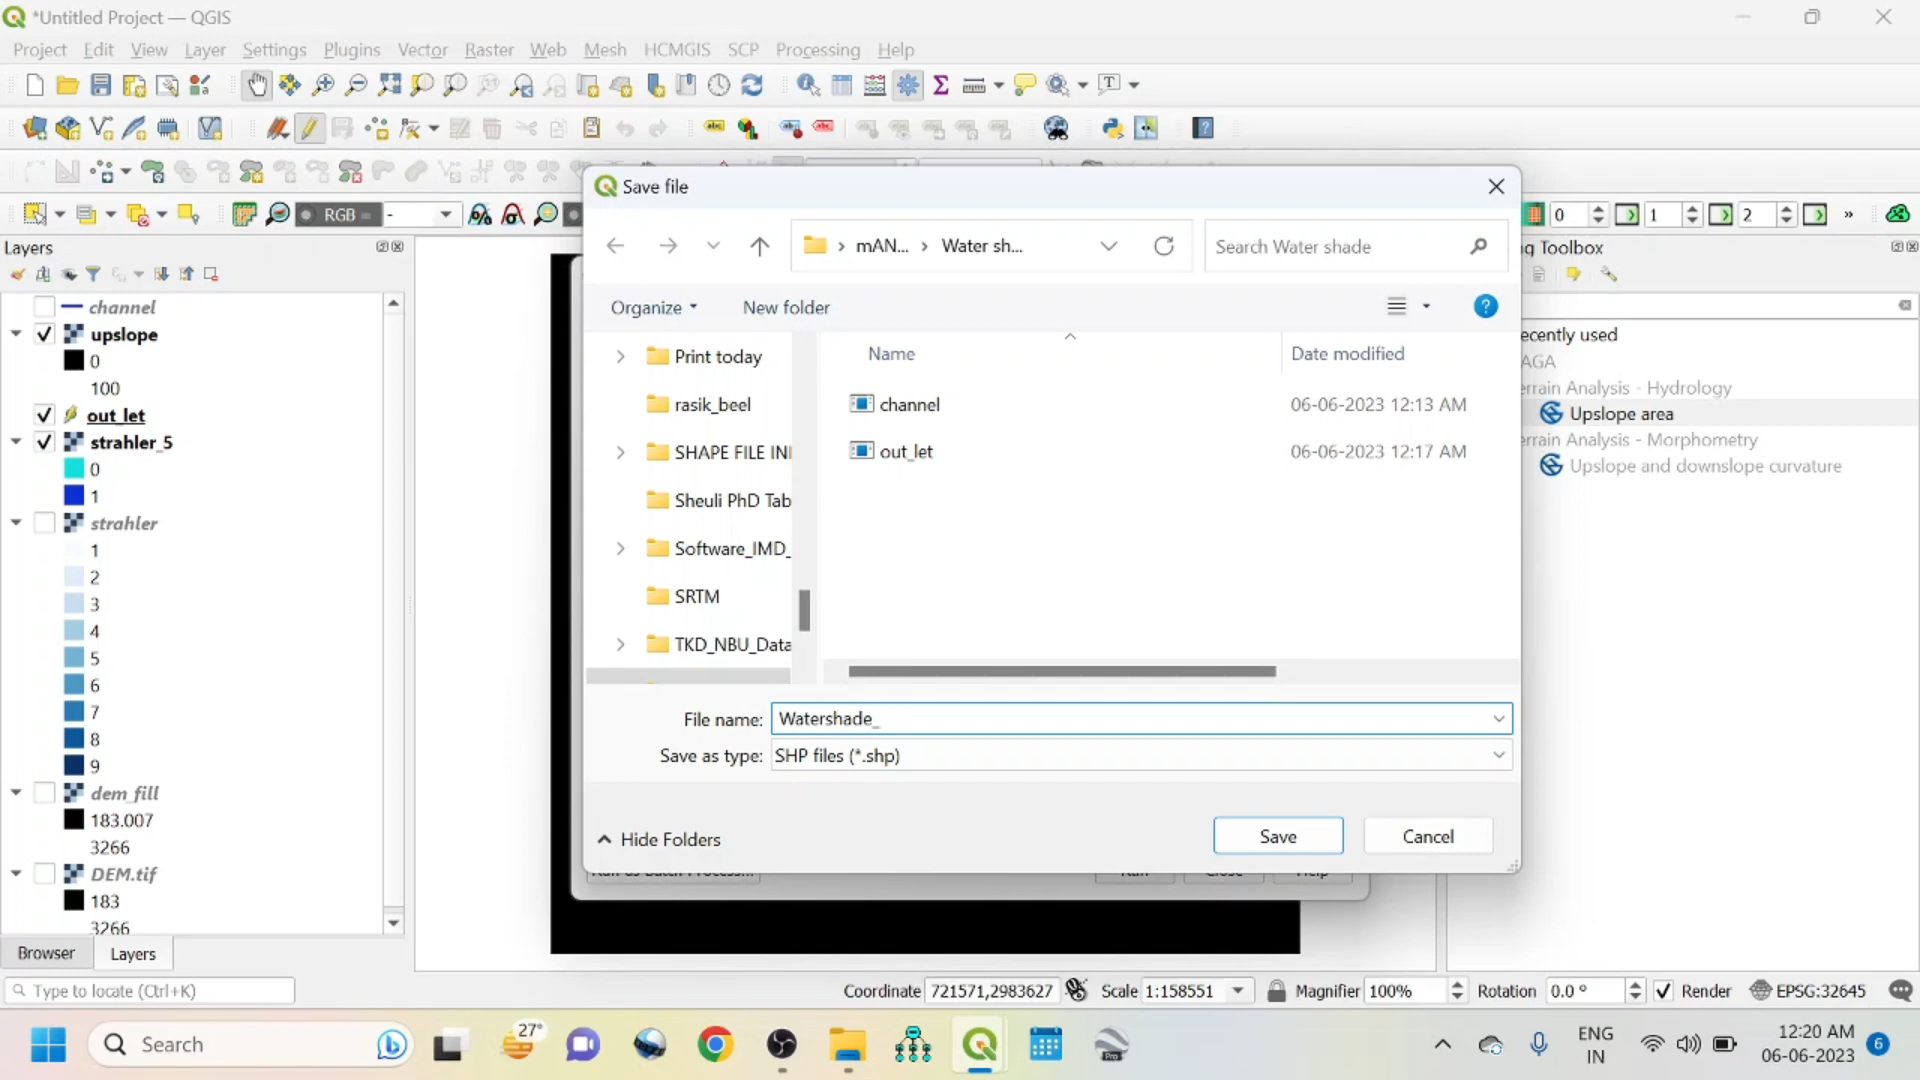 *Untitled Project — QGIS
Project Edit View Layer Settings Plugins Vector Raster Web Mesh HCMGIS SCP Processing Help
RGB
-
0
1
2
»
Layers
channel
upslope
0
100
out_let
strahler_5
0
1
strahler
1
2
3
4
5
6
7
8
9
dem_fill
183.007
3266
DEM.tif
183
3266
Browser
Layers
Save file
mAN... › Water sh...
Search Water shade
Organize
New folder
Print today
rasik_beel
SHAPE FILE INI
Sheuli PhD Tab
Software_IMD_
SRTM
TKD_NBU_Data
Name
Date modified
channel
06-06-2023 12:13 AM
out_let
06-06-2023 12:17 AM
File name: Watershade_
Save as type: SHP files (*.shp)
Hide Folders
Save
Cancel
ng Toolbox
ecently used
AGA
errain Analysis - Hydrology
Upslope area
errain Analysis - Morphometry
Upslope and downslope curvature
Type to locate (Ctrl+K)
Coordinate 721571,2983627
Scale 1:158551
Magnifier 100%
Rotation 0.0 °
Render
EPSG:32645
Search
27°
Pro
ENG
IN
12:20 AM
06-06-2023
6